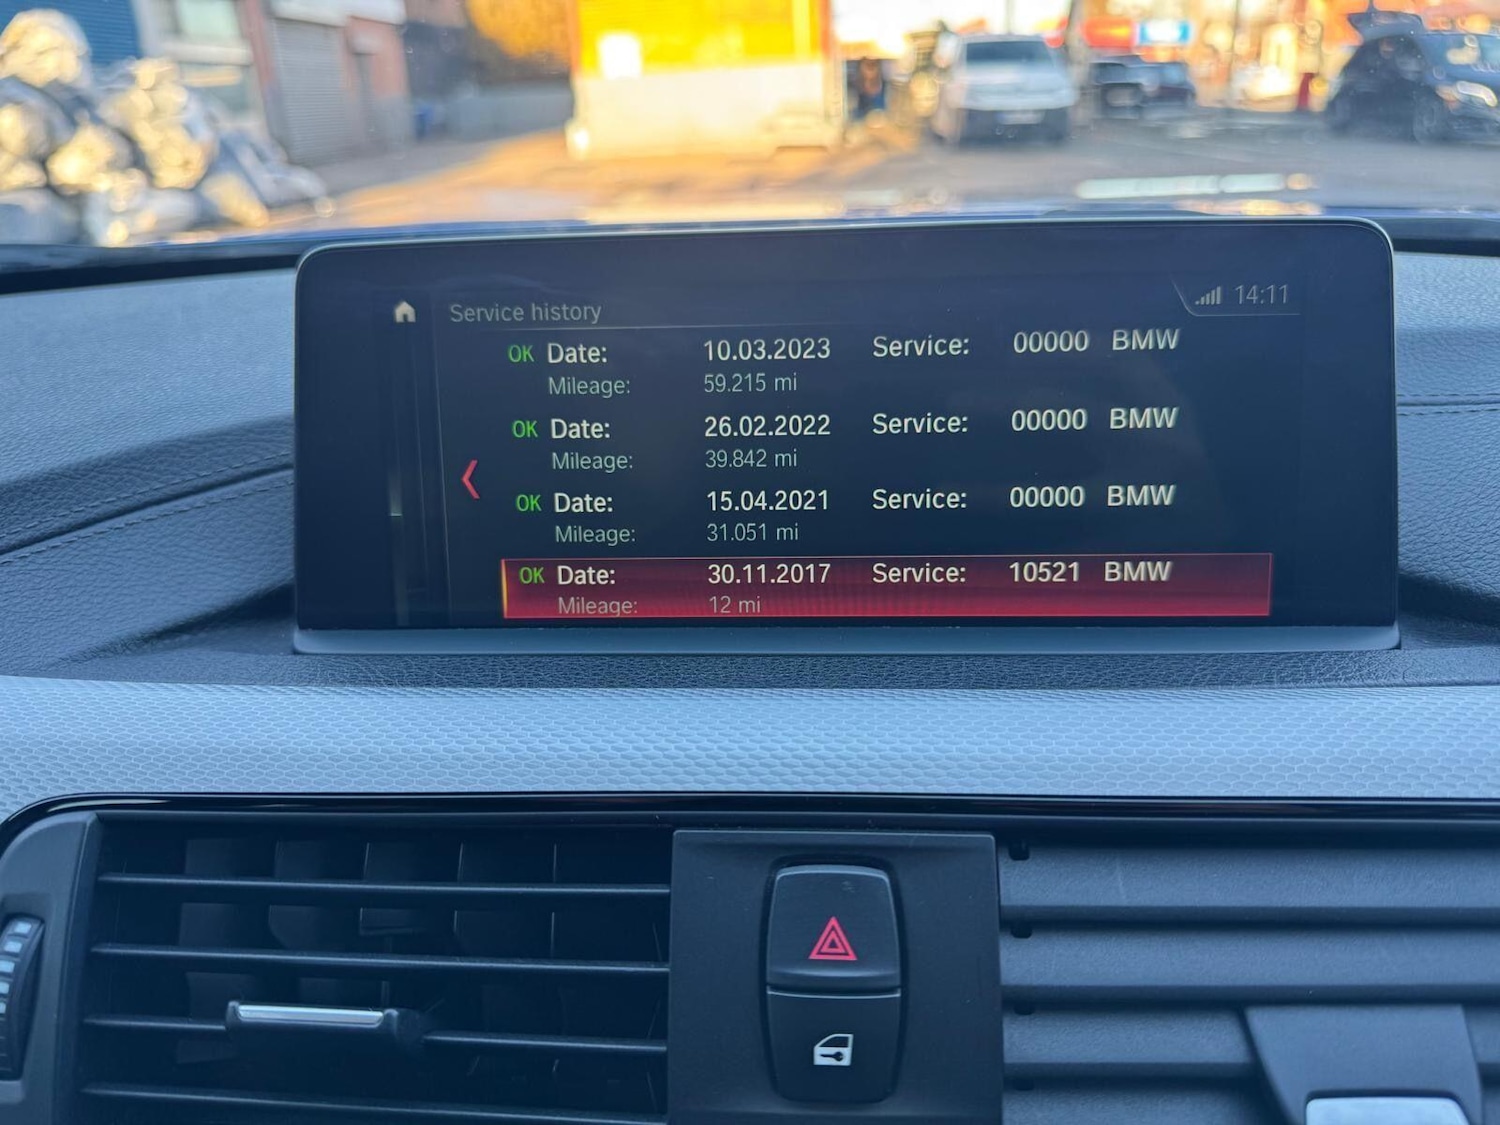 Service history 14:11
OK Date: 10.03.2023 Service: 00000 BMW
Mileage: 59.215 mi
OK Date: 26.02.2022 Service: 00000 BMW
Mileage: 39.842 mi
OK Date: 15.04.2021 Service: 00000 BMW
Mileage: 31.051 mi
OK Date: 30.11.2017 Service: 10521 BMW
Mileage: 12 mi